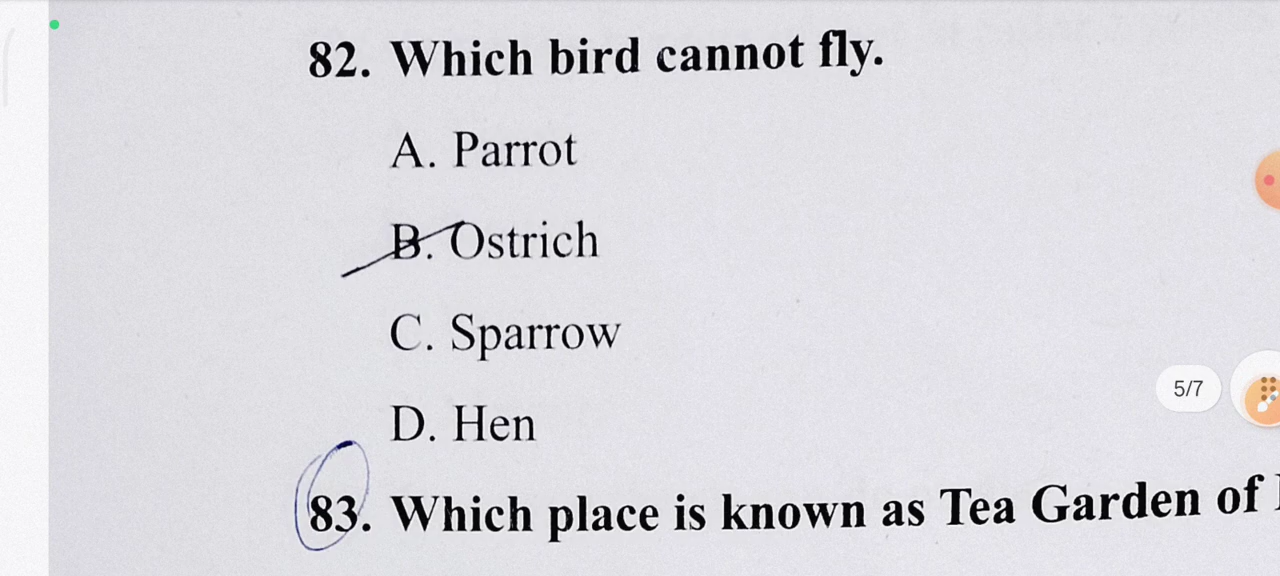 82. Which bird cannot fly.
A. Parrot
B. Ostrich
C. Sparrow
D. Hen
5/7
83. Which place is known as Tea Garden of